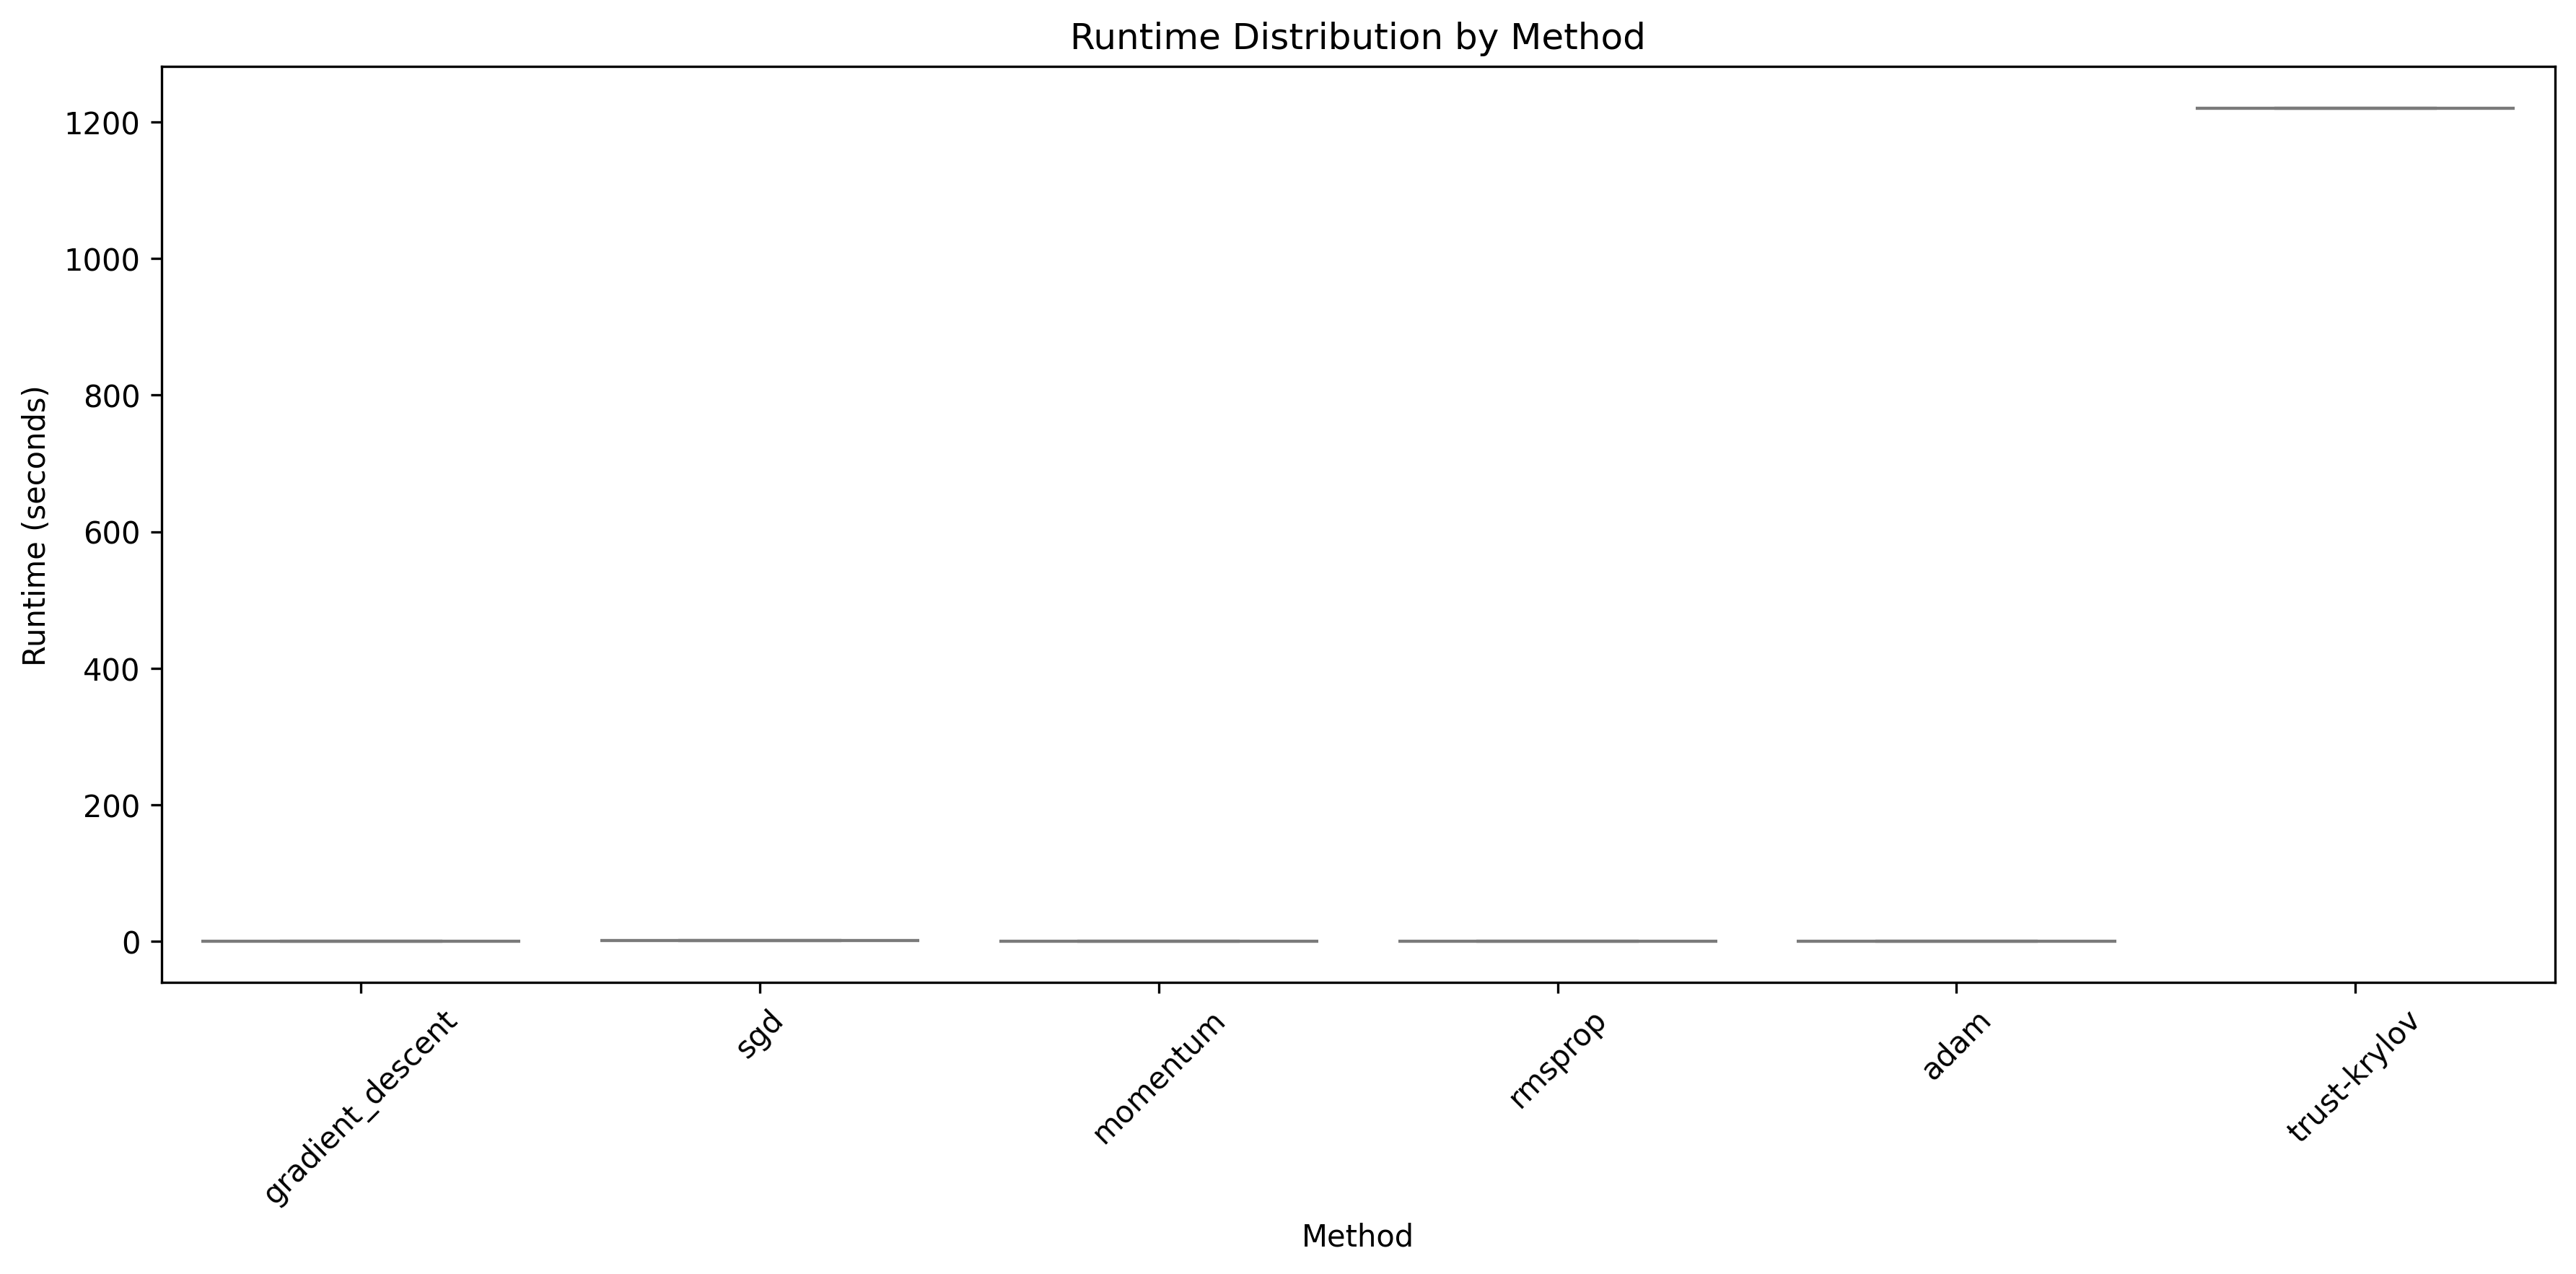 Runtime Distribution by Method
Runtime (seconds)
1200
1000
800
600
400
200
0
gradient_descent
sgd
momentum
rmsprop
adam
trust-krylov
Method